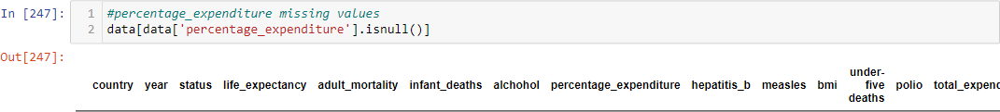 In [247]: 1 #percentage_expenditure missing values
2 data[data['percentage_expenditure'].isnull()]
Out[247]:
country year status life_expectancy adult_mortality infant_deaths alchohol percentage_expenditure hepatitis_b measles bmi under-five deaths polio total_expend